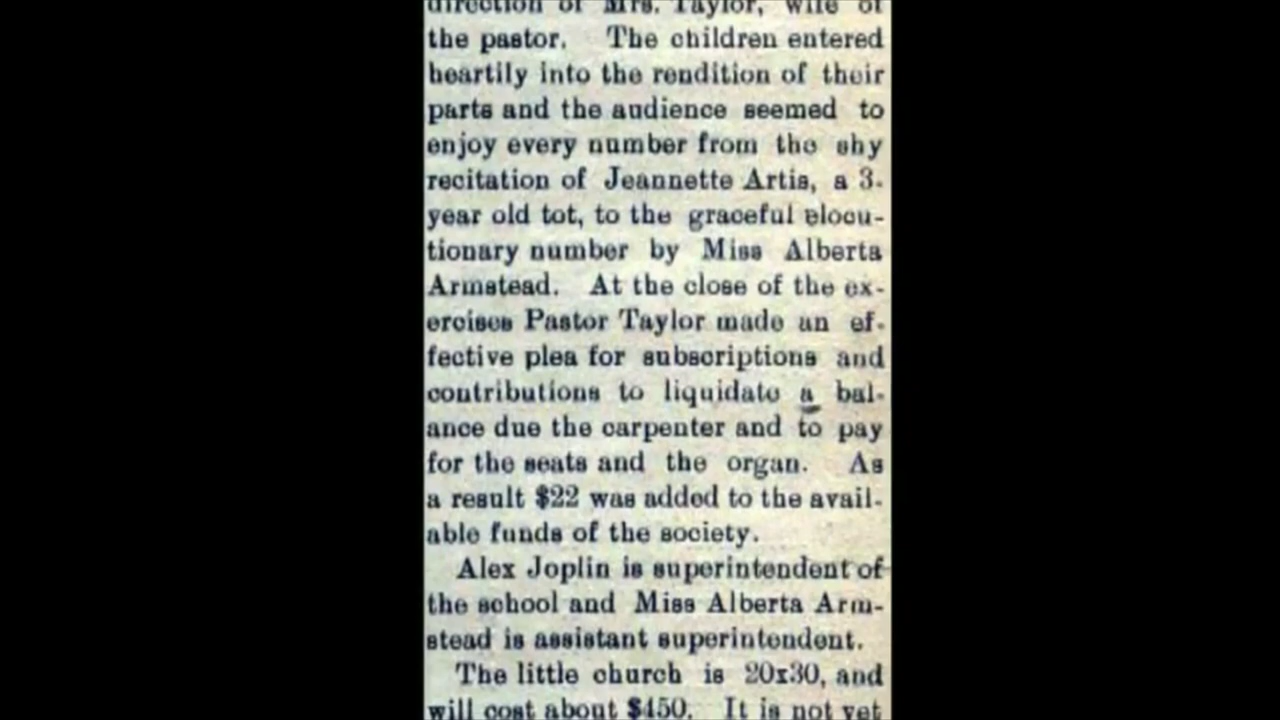 direction of Mrs. Taylor, wife of
the pastor. The children entered
heartily into the rendition of their
parts and the audience seemed to
enjoy every number from the shy
recitation of Jeannette Artis, a 3-
year old tot, to the graceful elocu-
tionary number by Miss Alberta
Armstead. At the close of the ex-
ercises Pastor Taylor made an ef-
fective plea for subscriptions and
contributions to liquidate a bal-
ance due the carpenter and to pay
for the seats and the organ. As
a result $22 was added to the avail-
able funds of the society.
Alex Joplin is superintendent of
the school and Miss Alberta Arm-
stead is assistant superintendent.
The little church is 20x30, and
will cost about $450. It is not yet